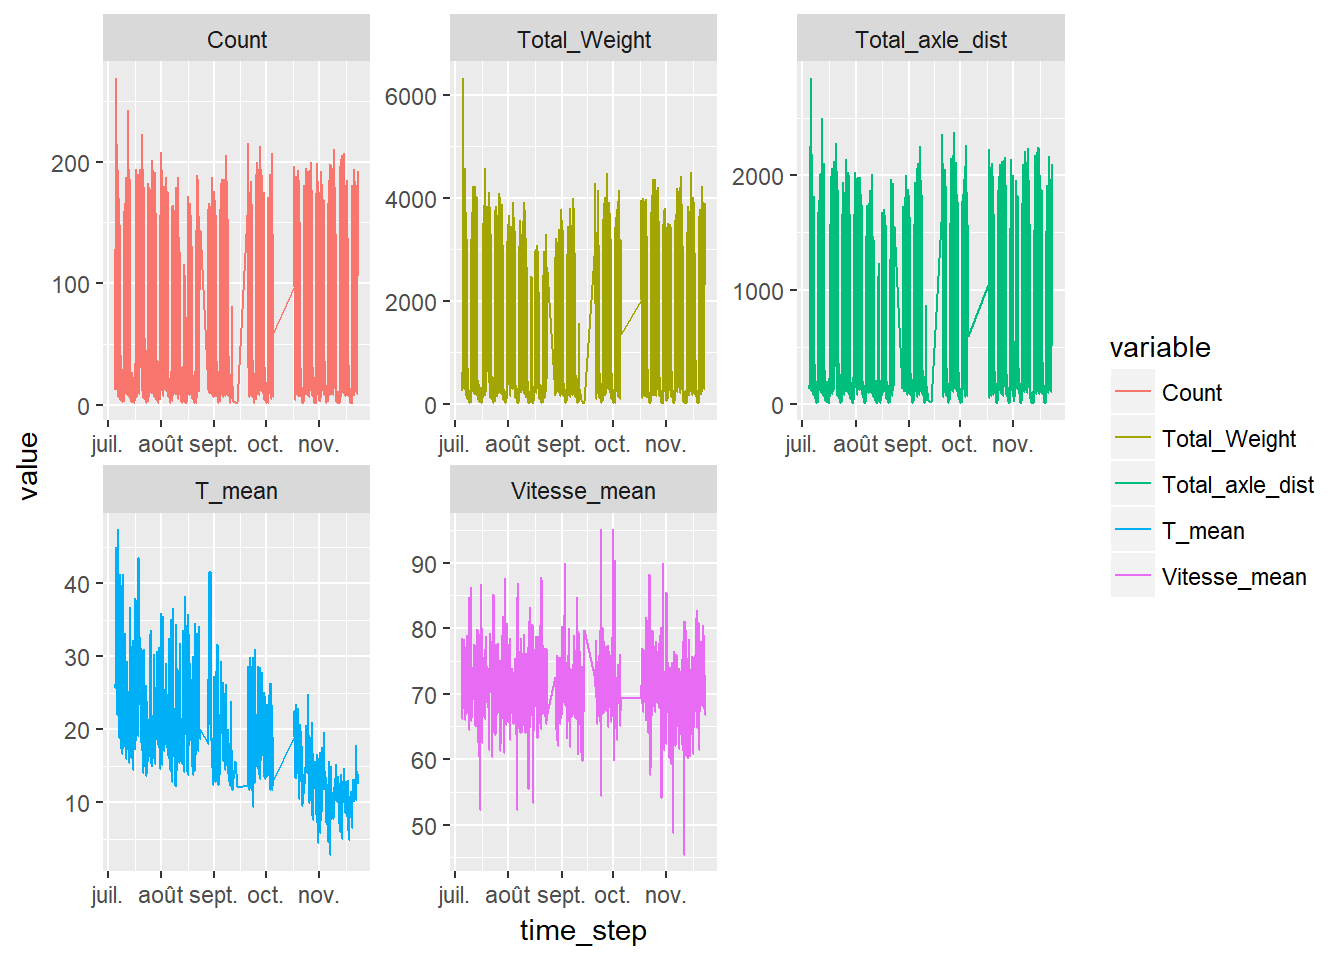 Count
Total_Weight
Total_axle_dist
200
100
0
6000
4000
2000
0
2000
1000
0
juil. août sept. oct. nov.
juil. août sept. oct. nov.
juil. août sept. oct. nov.
T_mean
Vitesse_mean
40
30
20
10
90
80
70
60
50
juil. août sept. oct. nov.
juil. août sept. oct. nov.
value
time_step
variable
Count
Total_Weight
Total_axle_dist
T_mean
Vitesse_mean